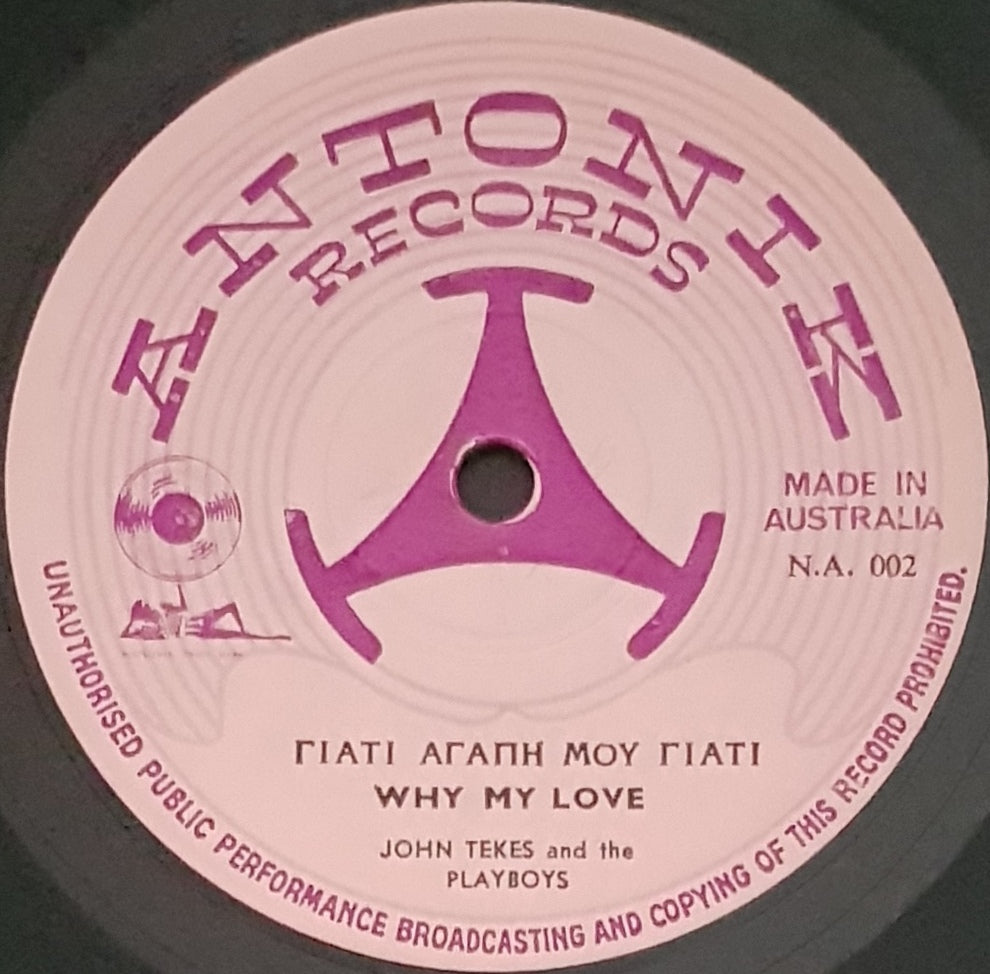 ANTONIK
RECORDS
MADE IN
AUSTRALIA
N.A. 002
ΓΙΑΤΙ ΑΓΑΠΗ ΜΟΥ ΓΙΑΤΙ
WHY MY LOVE
JOHN TEKES and the
PLAYBOYS
UNAUTHORISED PUBLIC PERFORMANCE BROADCASTING AND COPYING OF THIS RECORD PROHIBITED.